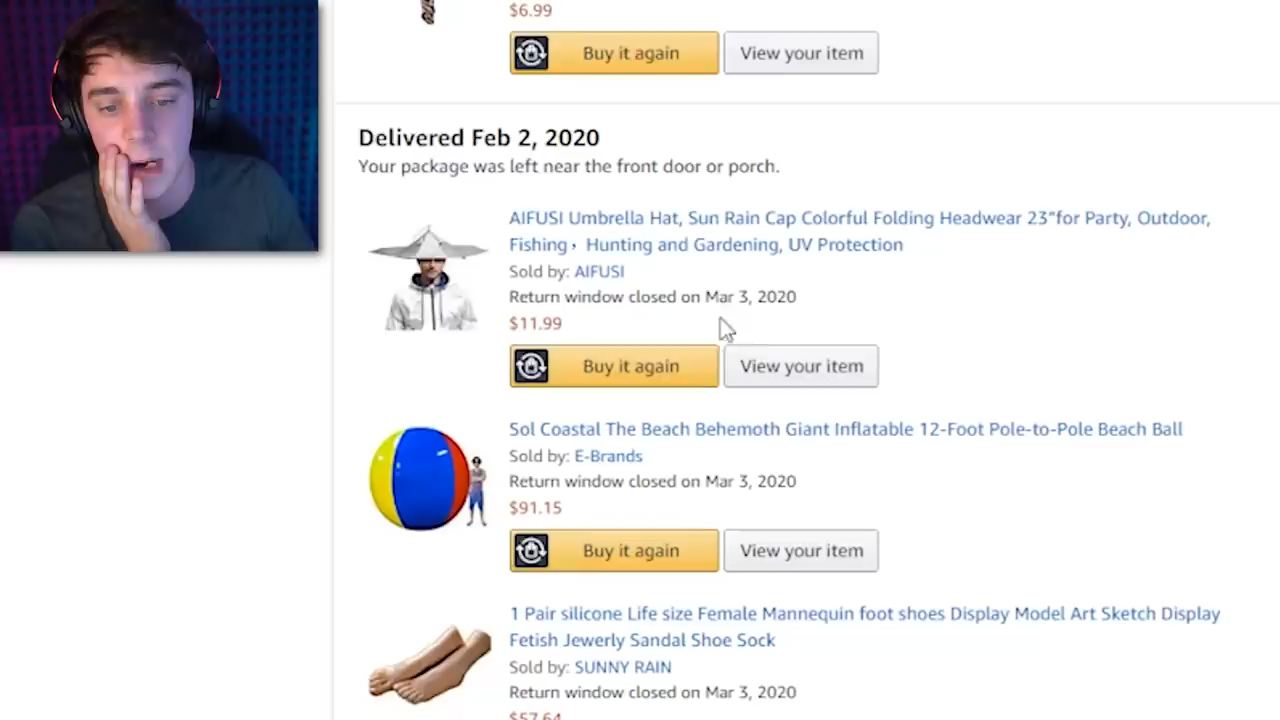 $6.99
Buy it again
View your item
Delivered Feb 2, 2020
Your package was left near the front door or porch.
AIFUSI Umbrella Hat, Sun Rain Cap Colorful Folding Headwear 23"for Party, Outdoor,
Fishing, Hunting and Gardening, UV Protection
Sold by: AIFUSI
Return window closed on Mar 3, 2020
$11.99
Buy it again
View your item
Sol Coastal The Beach Behemoth Giant Inflatable 12-Foot Pole-to-Pole Beach Ball
Sold by: E-Brands
Return window closed on Mar 3, 2020
$91.15
Buy it again
View your item
1 Pair silicone Life size Female Mannequin foot shoes Display Model Art Sketch Display
Fetish Jewerly Sandal Shoe Sock
Sold by: SUNNY RAIN
Return window closed on Mar 3, 2020
$57.64